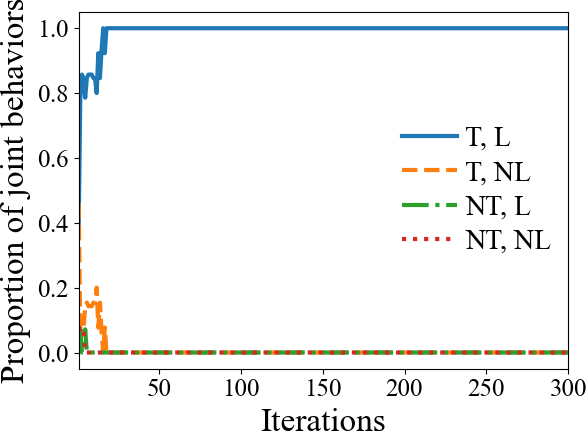 Proportion of joint behaviors
1.0
0.8
0.6
0.4
0.2
0.0
T, L
T, NL
NT, L
NT, NL
50 100 150 200 250 300
Iterations